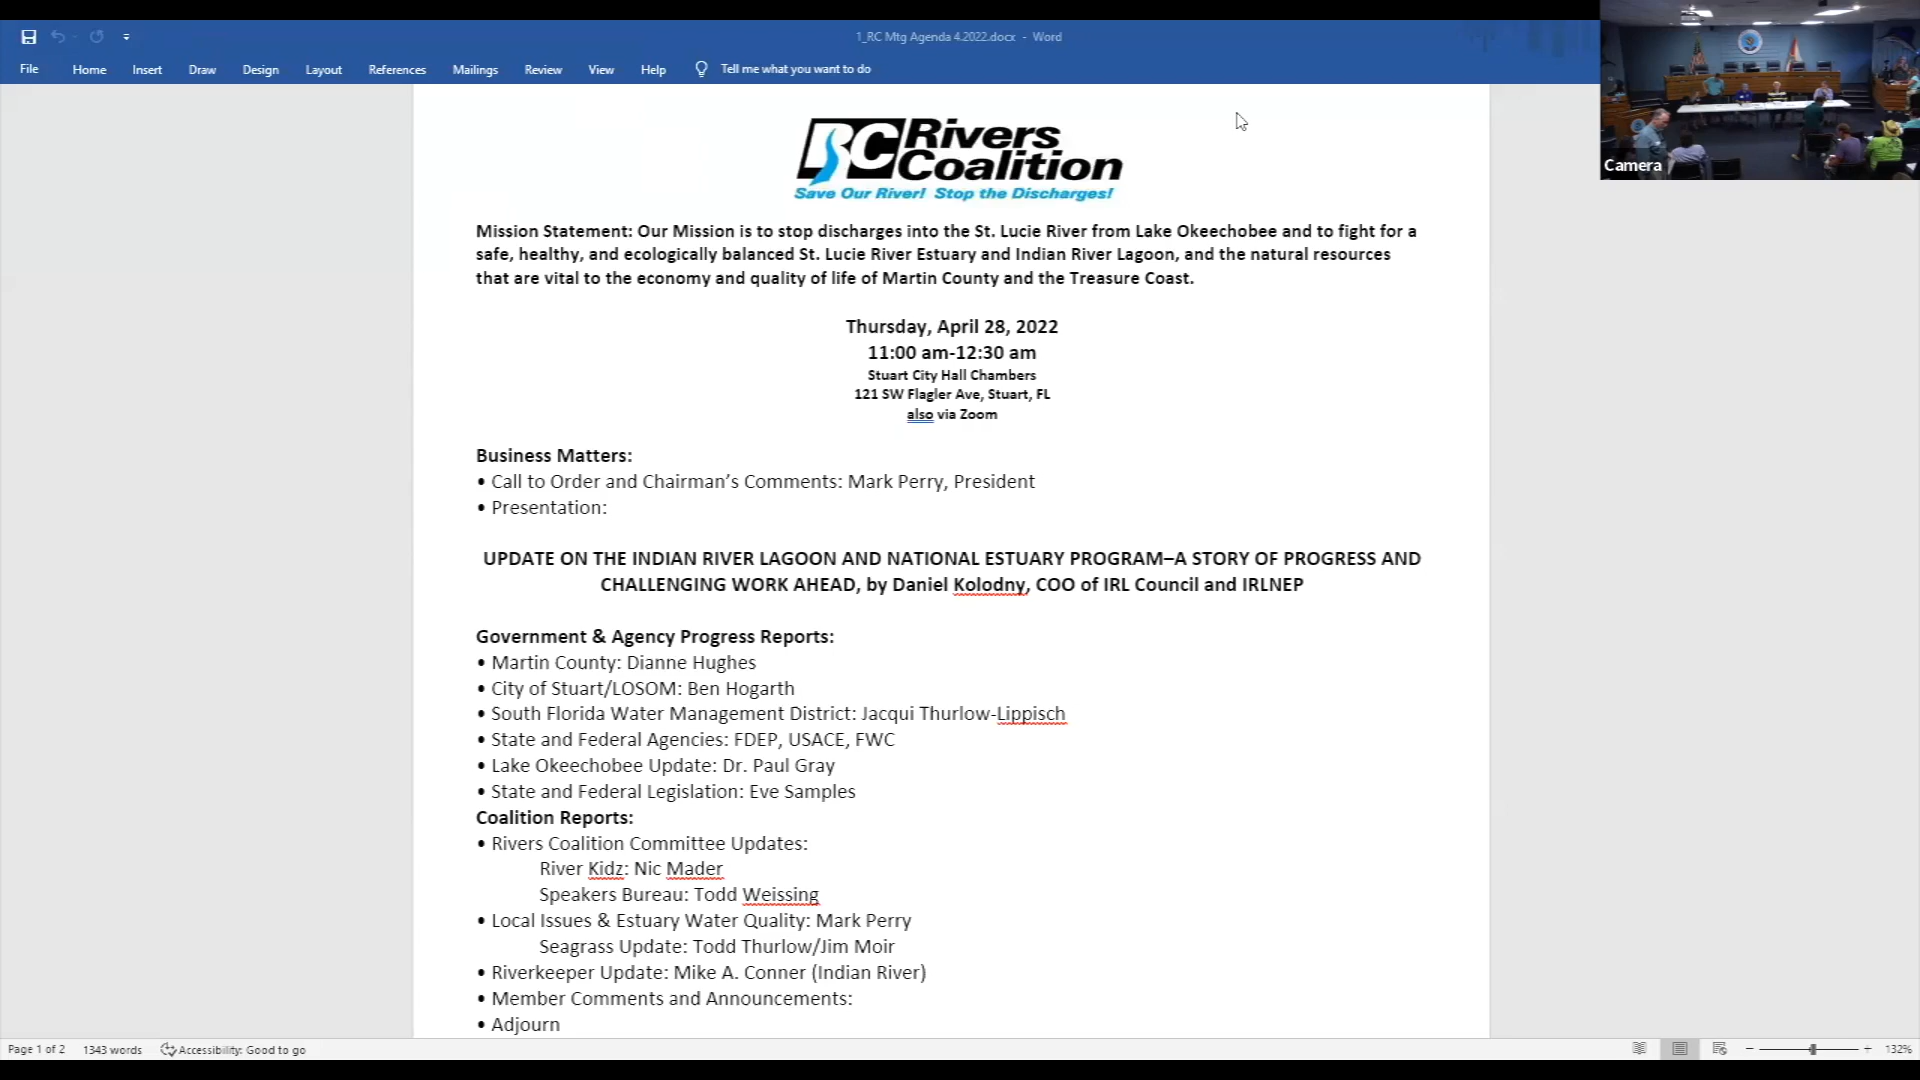 1_RC Mtg Agenda 4.2022.docx - Word
File Home Insert Draw Design Layout References Mailings Review View Help Tell me what you want to do
Camera
RC Rivers
Coalition
Save Our River! Stop the Discharges!
Mission Statement: Our Mission is to stop discharges into the St. Lucie River from Lake Okeechobee and to fight for a
safe, healthy, and ecologically balanced St. Lucie River Estuary and Indian River Lagoon, and the natural resources
that are vital to the economy and quality of life of Martin County and the Treasure Coast.
Thursday, April 28, 2022
11:00 am-12:30 am
Stuart City Hall Chambers
121 SW Flagler Ave, Stuart, FL
also via Zoom
Business Matters:
• Call to Order and Chairman’s Comments: Mark Perry, President
• Presentation:
UPDATE ON THE INDIAN RIVER LAGOON AND NATIONAL ESTUARY PROGRAM–A STORY OF PROGRESS AND
CHALLENGING WORK AHEAD, by Daniel Kolodny, COO of IRL Council and IRLNEP
Government & Agency Progress Reports:
• Martin County: Dianne Hughes
• City of Stuart/LOSOM: Ben Hogarth
• South Florida Water Management District: Jacqui Thurlow-Lippisch
• State and Federal Agencies: FDEP, USACE, FWC
• Lake Okeechobee Update: Dr. Paul Gray
• State and Federal Legislation: Eve Samples
Coalition Reports:
• Rivers Coalition Committee Updates:
River Kidz: Nic Mader
Speakers Bureau: Todd Weissing
• Local Issues & Estuary Water Quality: Mark Perry
Seagrass Update: Todd Thurlow/Jim Moir
• Riverkeeper Update: Mike A. Conner (Indian River)
• Member Comments and Announcements:
• Adjourn
Page 1 of 2 1343 words Accessibility: Good to go 132%